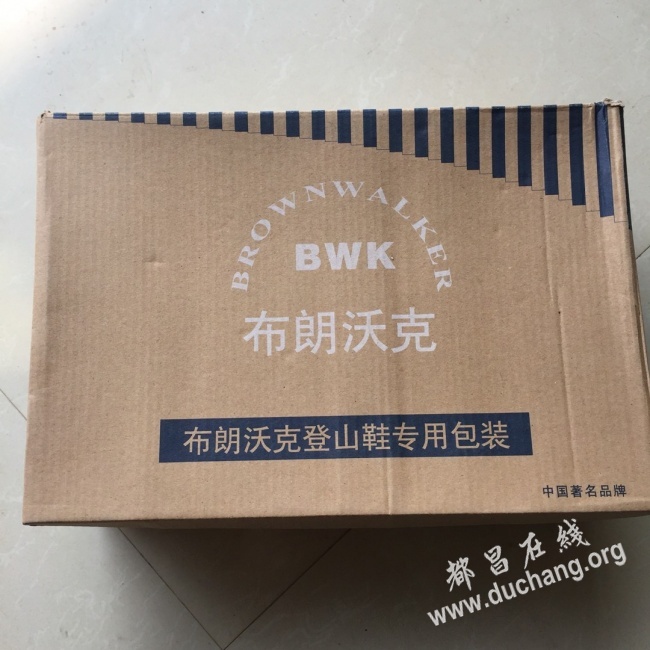 BROWNWALKER
BWK
布朗沃克
布朗沃克登山鞋专用包装
中国著名品牌
都昌在线
www.duchang.org